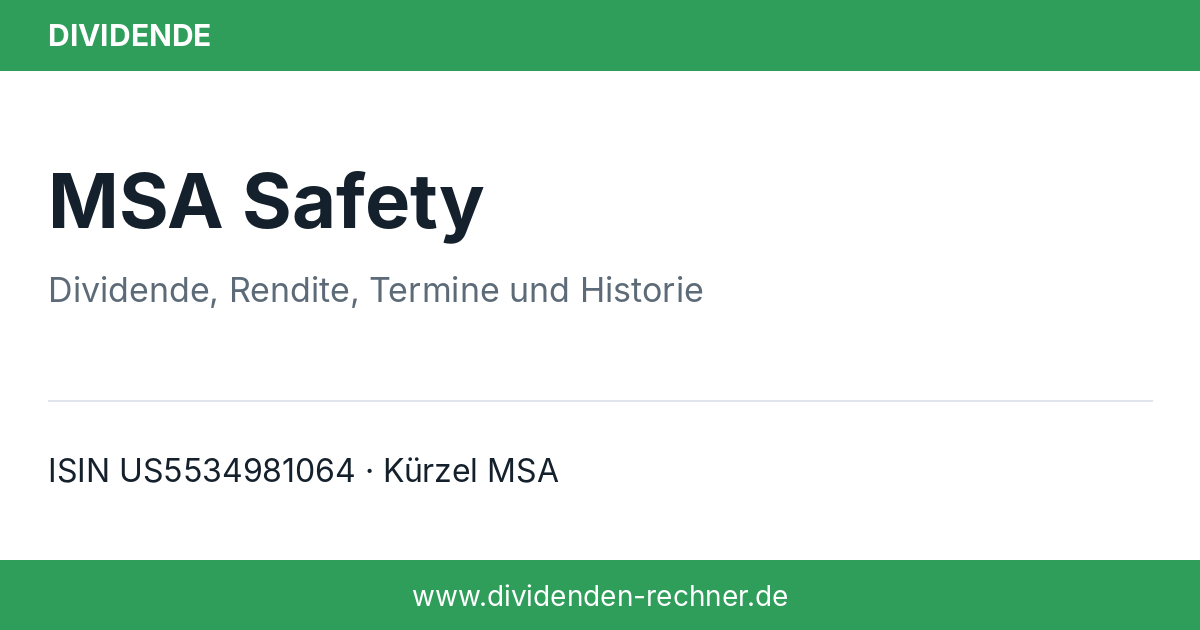 DIVIDENDE
MSA Safety
Dividende, Rendite, Termine und Historie
ISIN US5534981064 · Kürzel MSA
www.dividenden-rechner.de